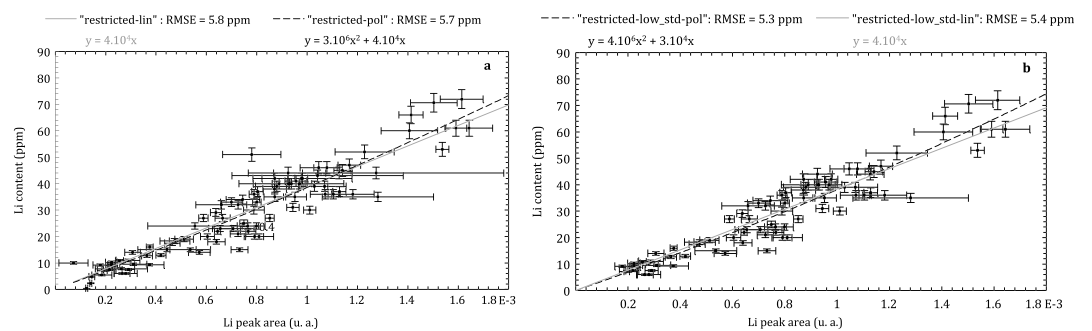 "restricted-lin" : RMSE = 5.8 ppm "restricted-pol" : RMSE = 5.7 ppm
y = 4.10⁴x y = 3.10⁶x² + 4.10⁴x
a
90
80
70
60
50
40
30
20
10
0
Li content (ppm)
0.2 0.4 0.6 0.8 1 1.2 1.4 1.6 1.8 E-3
Li peak area (u. a.)
"restricted-low_std-pol": RMSE = 5.3 ppm "restricted-low_std-lin": RMSE = 5.4 ppm
y = 4.10⁶x² + 3.10⁴x y = 4.10⁴x
b
90
80
70
60
50
40
30
20
10
0
Li content (ppm)
0.2 0.4 0.6 0.8 1 1.2 1.4 1.6 1.8 E-3
Li peak area (u. a.)